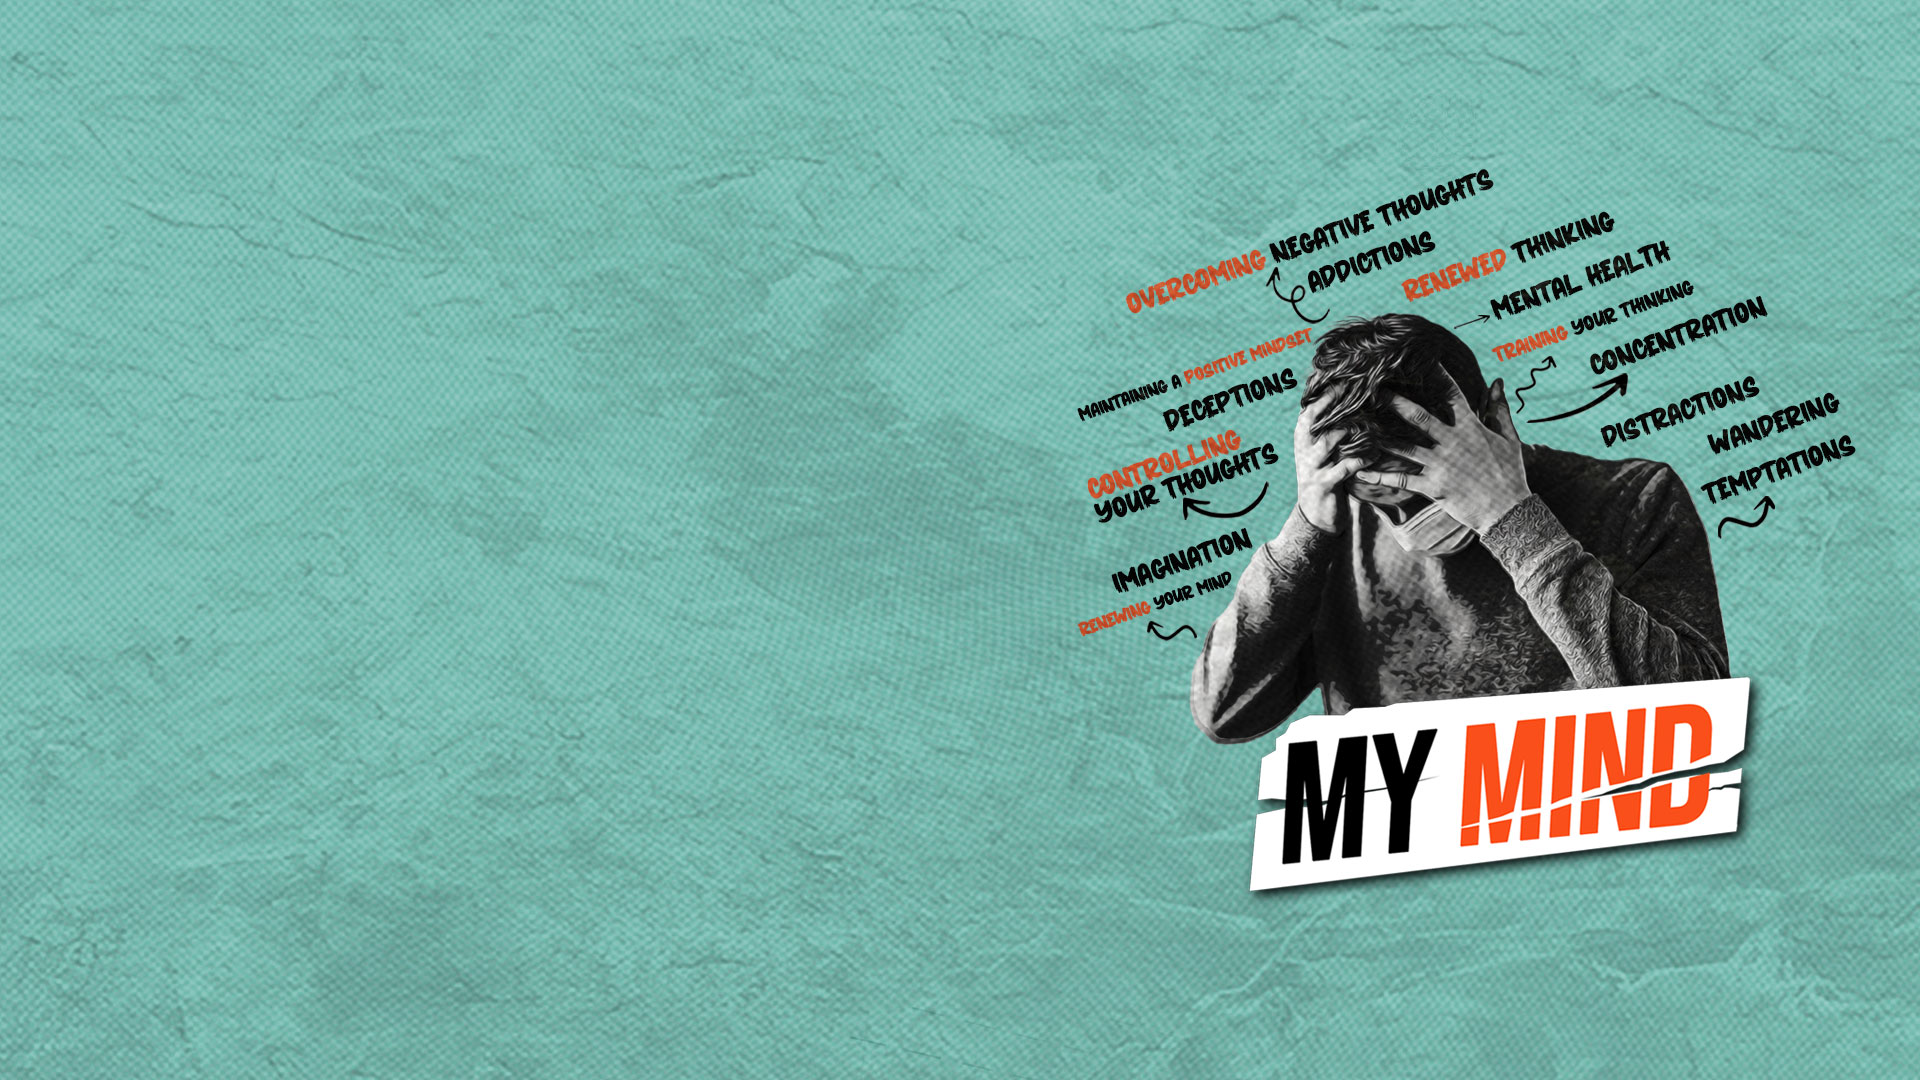 OVERCOMING NEGATIVE THOUGHTS
ADDICTIONS
RENEWED THINKING
MENTAL HEALTH
TRAINING YOUR THINKING
CONCENTRATION
MAINTAINING A POSITIVE MINDSET
DECEPTIONS
CONTROLLING
YOUR THOUGHTS
DISTRACTIONS
WANDERING
TEMPTATIONS
IMAGINATION
RENEWING YOUR MIND
MY MIND